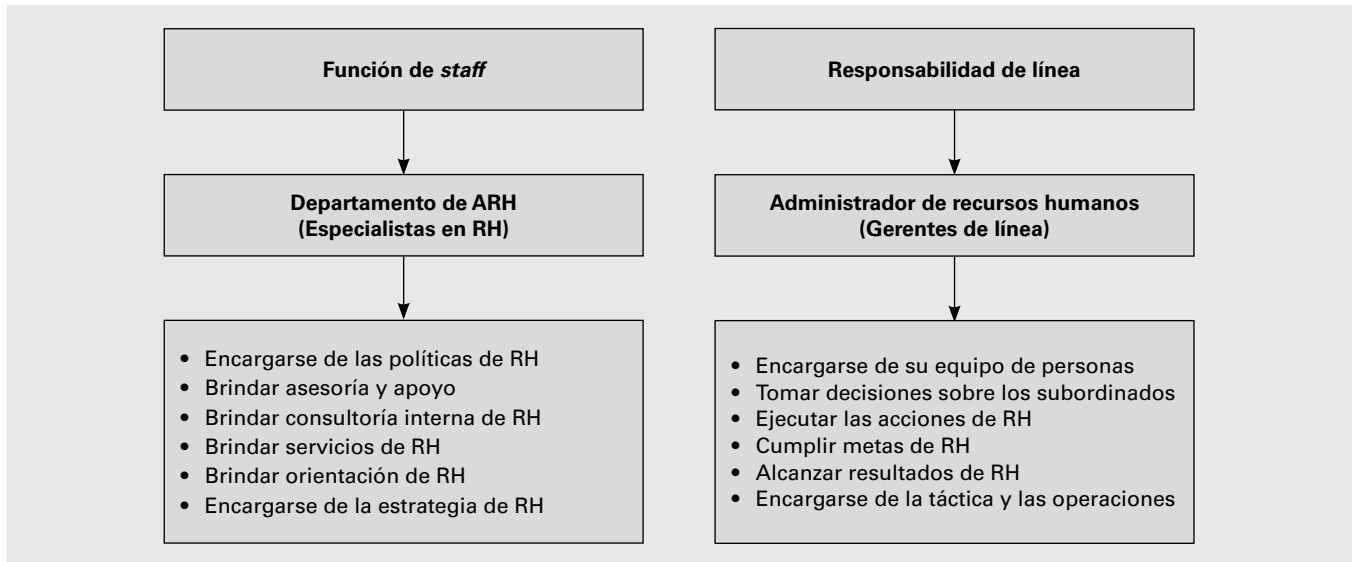 Función de staff
Departamento de ARH
(Especialistas en RH)
• Encargarse de las políticas de RH
• Brindar asesoría y apoyo
• Brindar consultoría interna de RH
• Brindar servicios de RH
• Brindar orientación de RH
• Encargarse de la estrategia de RH
Responsabilidad de línea
Administrador de recursos humanos
(Gerentes de línea)
• Encargarse de su equipo de personas
• Tomar decisiones sobre los subordinados
• Ejecutar las acciones de RH
• Cumplir metas de RH
• Alcanzar resultados de RH
• Encargarse de la táctica y las operaciones